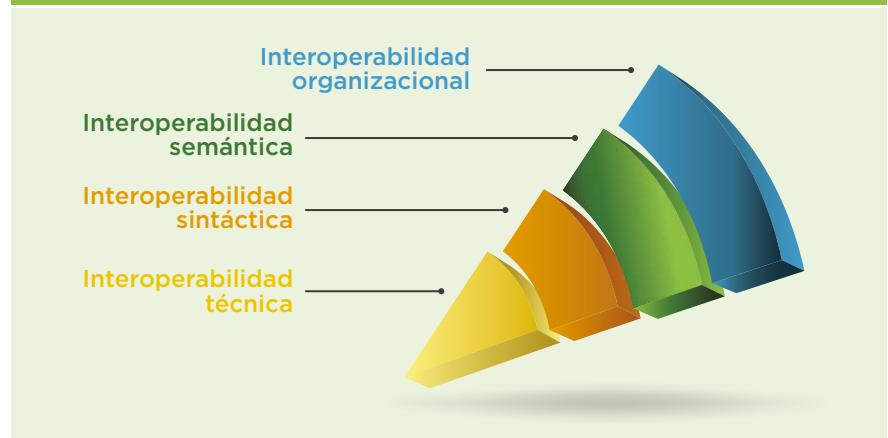 Interoperabilidad
organizacional
Interoperabilidad
semántica
Interoperabilidad
sintáctica
Interoperabilidad
técnica